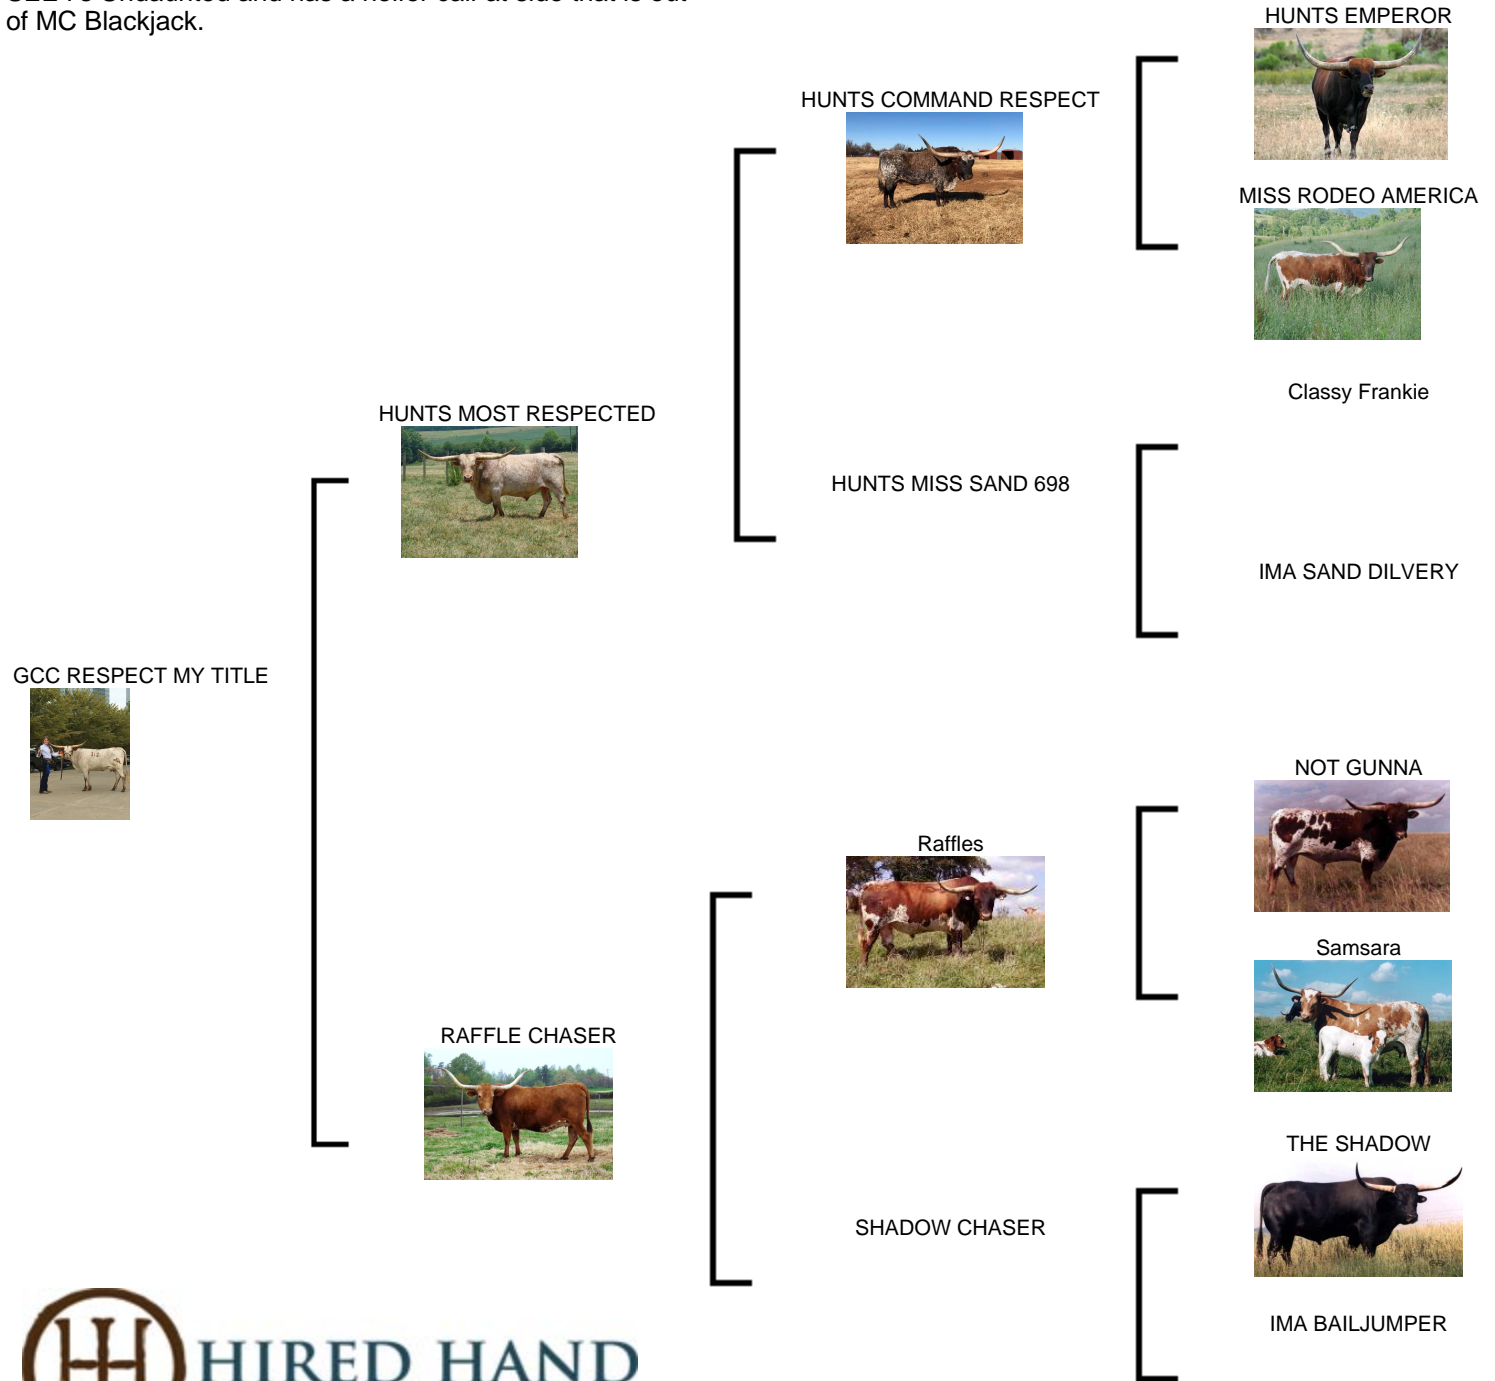 of MC Blackjack.
HUNTS EMPEROR
HUNTS COMMAND RESPECT
MISS RODEO AMERICA
Classy Frankie
HUNTS MOST RESPECTED
HUNTS MISS SAND 698
IMA SAND DILVERY
GCC RESPECT MY TITLE
NOT GUNNA
Raffles
Samsara
RAFFLE CHASER
THE SHADOW
SHADOW CHASER
IMA BAILJUMPER
HIRED HAND